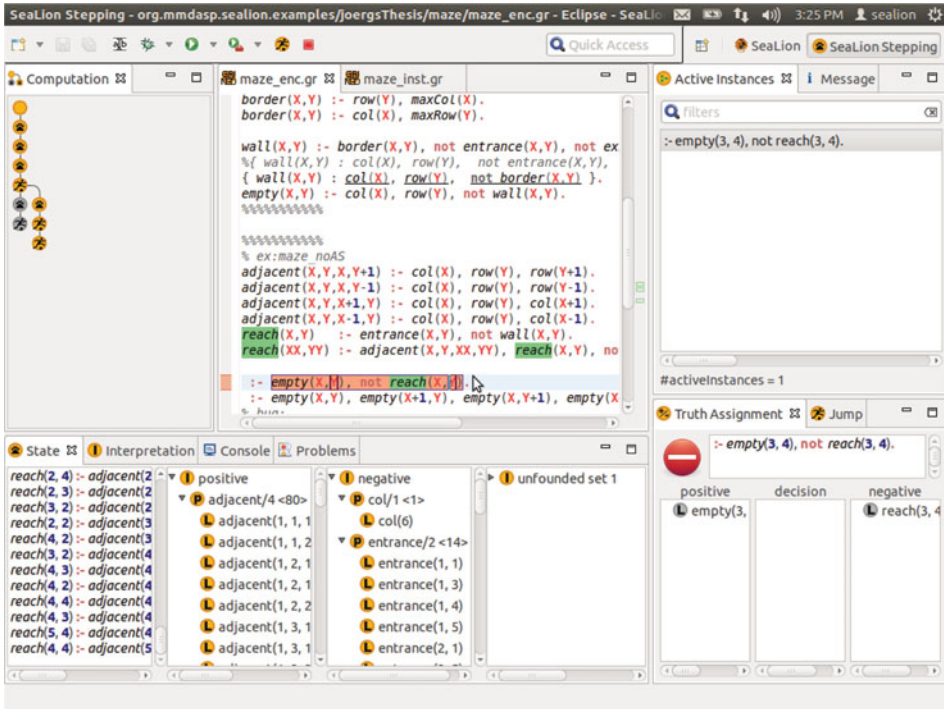 SeaLion Stepping - org.mmdasp.sealion.examples/joergsThesis/maze/maze_enc.gr - Eclipse - SeaLio
3:25 PM sealion
Quick Access
SeaLion
SeaLion Stepping
Computation
maze_enc.gr
maze_inst.gr
border(X,Y) :- row(Y), maxCol(X).
border(X,Y) :- col(X), maxRow(Y).
wall(X,Y) :- border(X,Y), not entrance(X,Y), not ex
%{ wall(X,Y) : col(X), row(Y),  not entrance(X,Y),
{ wall(X,Y) : col(X), row(Y),  not border(X,Y) }.
empty(X,Y) :- col(X), row(Y), not wall(X,Y).
%%%%%%%%%%%
%%%%%%%%%%%
% ex:maze_noAS
adjacent(X,Y,X,Y+1) :- col(X), row(Y), row(Y+1).
adjacent(X,Y,X,Y-1) :- col(X), row(Y), row(Y-1).
adjacent(X,Y,X+1,Y) :- col(X), row(Y), col(X+1).
adjacent(X,Y,X-1,Y) :- col(X), row(Y), col(X-1).
reach(X,Y)   :- entrance(X,Y), not wall(X,Y).
reach(XX,YY) :- adjacent(X,Y,XX,YY), reach(X,Y), no
:- empty(X,Y), not reach(X,Y).
:- empty(X,Y), empty(X+1,Y), empty(X,Y+1), empty(X
% bug:
Active Instances
Message
filters
:- empty(3, 4), not reach(3, 4).
#activeInstances = 1
Truth Assignment
Jump
:- empty(3, 4), not reach(3, 4).
positive
decision
negative
L empty(3,
L reach(3, 4
State
Interpretation
Console
Problems
reach(2, 4) :- adjacent(2
reach(2, 3) :- adjacent(2
reach(3, 2) :- adjacent(2
reach(2, 2) :- adjacent(3
reach(4, 2) :- adjacent(3
reach(3, 2) :- adjacent(4
reach(4, 3) :- adjacent(4
reach(4, 2) :- adjacent(4
reach(4, 4) :- adjacent(4
reach(4, 3) :- adjacent(4
reach(5, 4) :- adjacent(4
reach(4, 4) :- adjacent(5
I positive
P adjacent/4 <80>
L adjacent(1, 1, 1
L adjacent(1, 1, 2
L adjacent(1, 2, 1
L adjacent(1, 2, 1
L adjacent(1, 2, 2
L adjacent(1, 3, 1
L adjacent(1, 3, 1
I negative
P col/1 <1>
L col(6)
P entrance/2 <14>
L entrance(1, 1)
L entrance(1, 3)
L entrance(1, 4)
L entrance(1, 5)
L entrance(2, 1)
I unfounded set 1